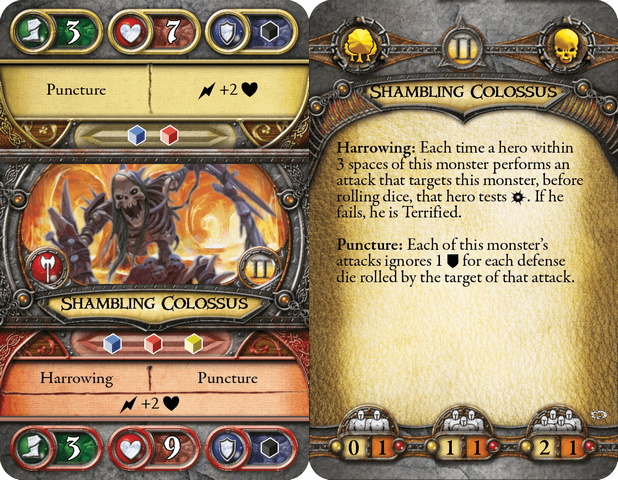 3 7
Puncture +2
II
SHAMBLING COLOSSUS
Harrowing Puncture
+2
3 9
II
SHAMBLING COLOSSUS
Harrowing: Each time a hero within
3 spaces of this monster performs an
attack that targets this monster, before
rolling dice, that hero tests . If he
fails, he is Terrified.
Puncture: Each of this monster's
attacks ignores 1 for each defense
die rolled by the target of that attack.
0 1 1 1 2 1